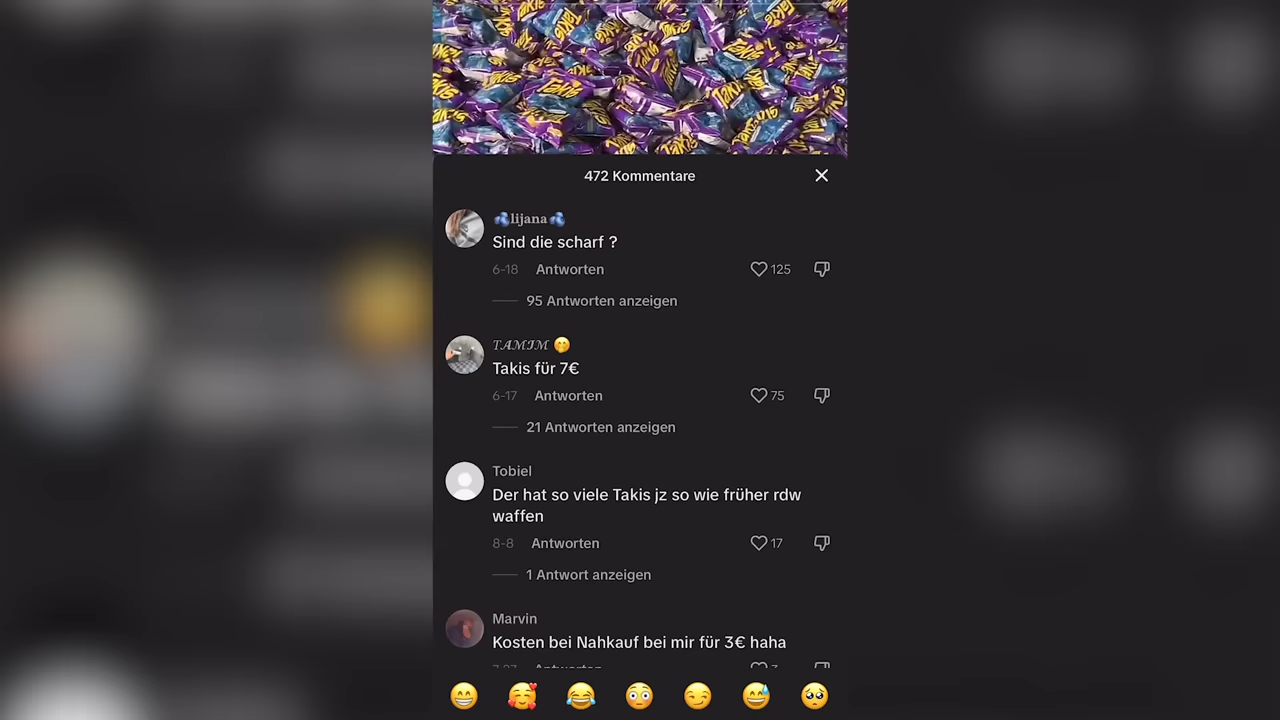 Takis
472 Kommentare
lijana
Sind die scharf ?
6-18 Antworten 125
95 Antworten anzeigen
TAMIM
Takis für 7€
6-17 Antworten 75
21 Antworten anzeigen
Tobiel
Der hat so viele Takis jz so wie früher rdw
waffen
8-8 Antworten 17
1 Antwort anzeigen
Marvin
Kosten bei Nahkauf bei mir für 3€ haha
Antworten